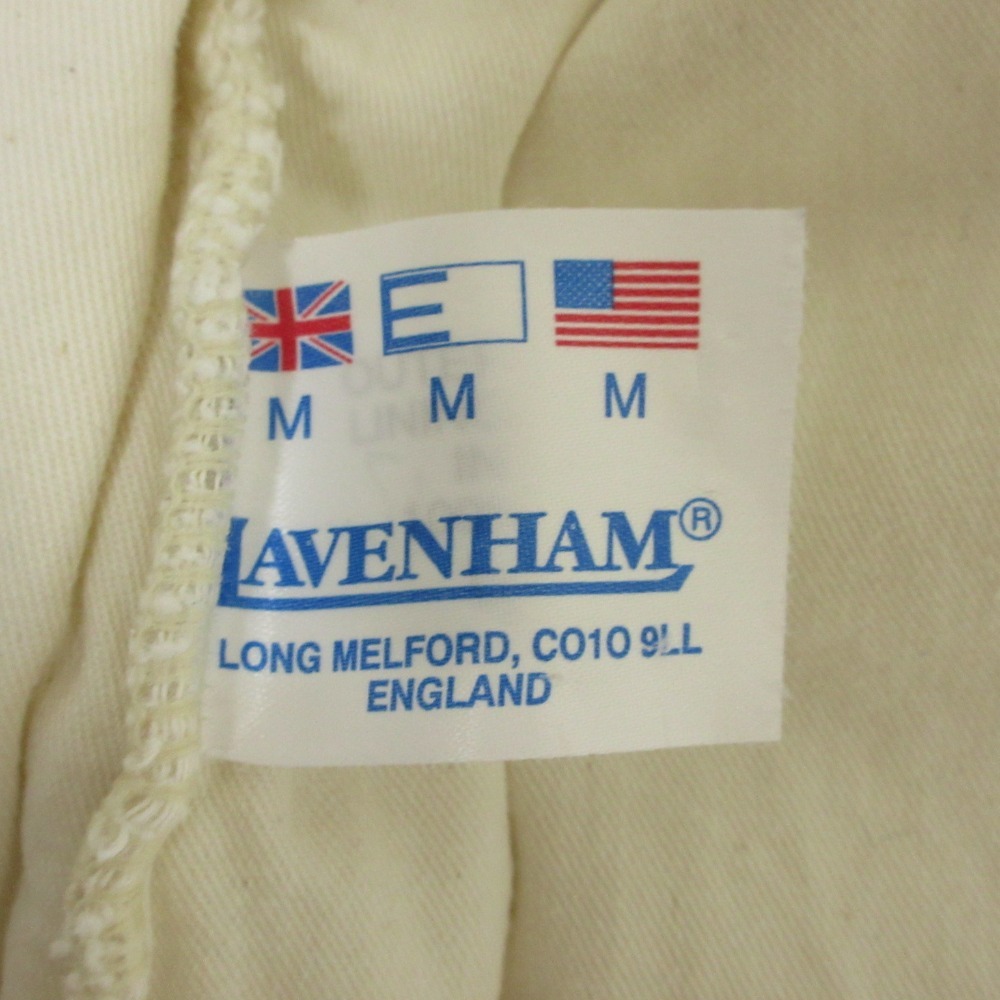 E
M M M
LAVENHAM®
LONG MELFORD, CO10 9LL
ENGLAND